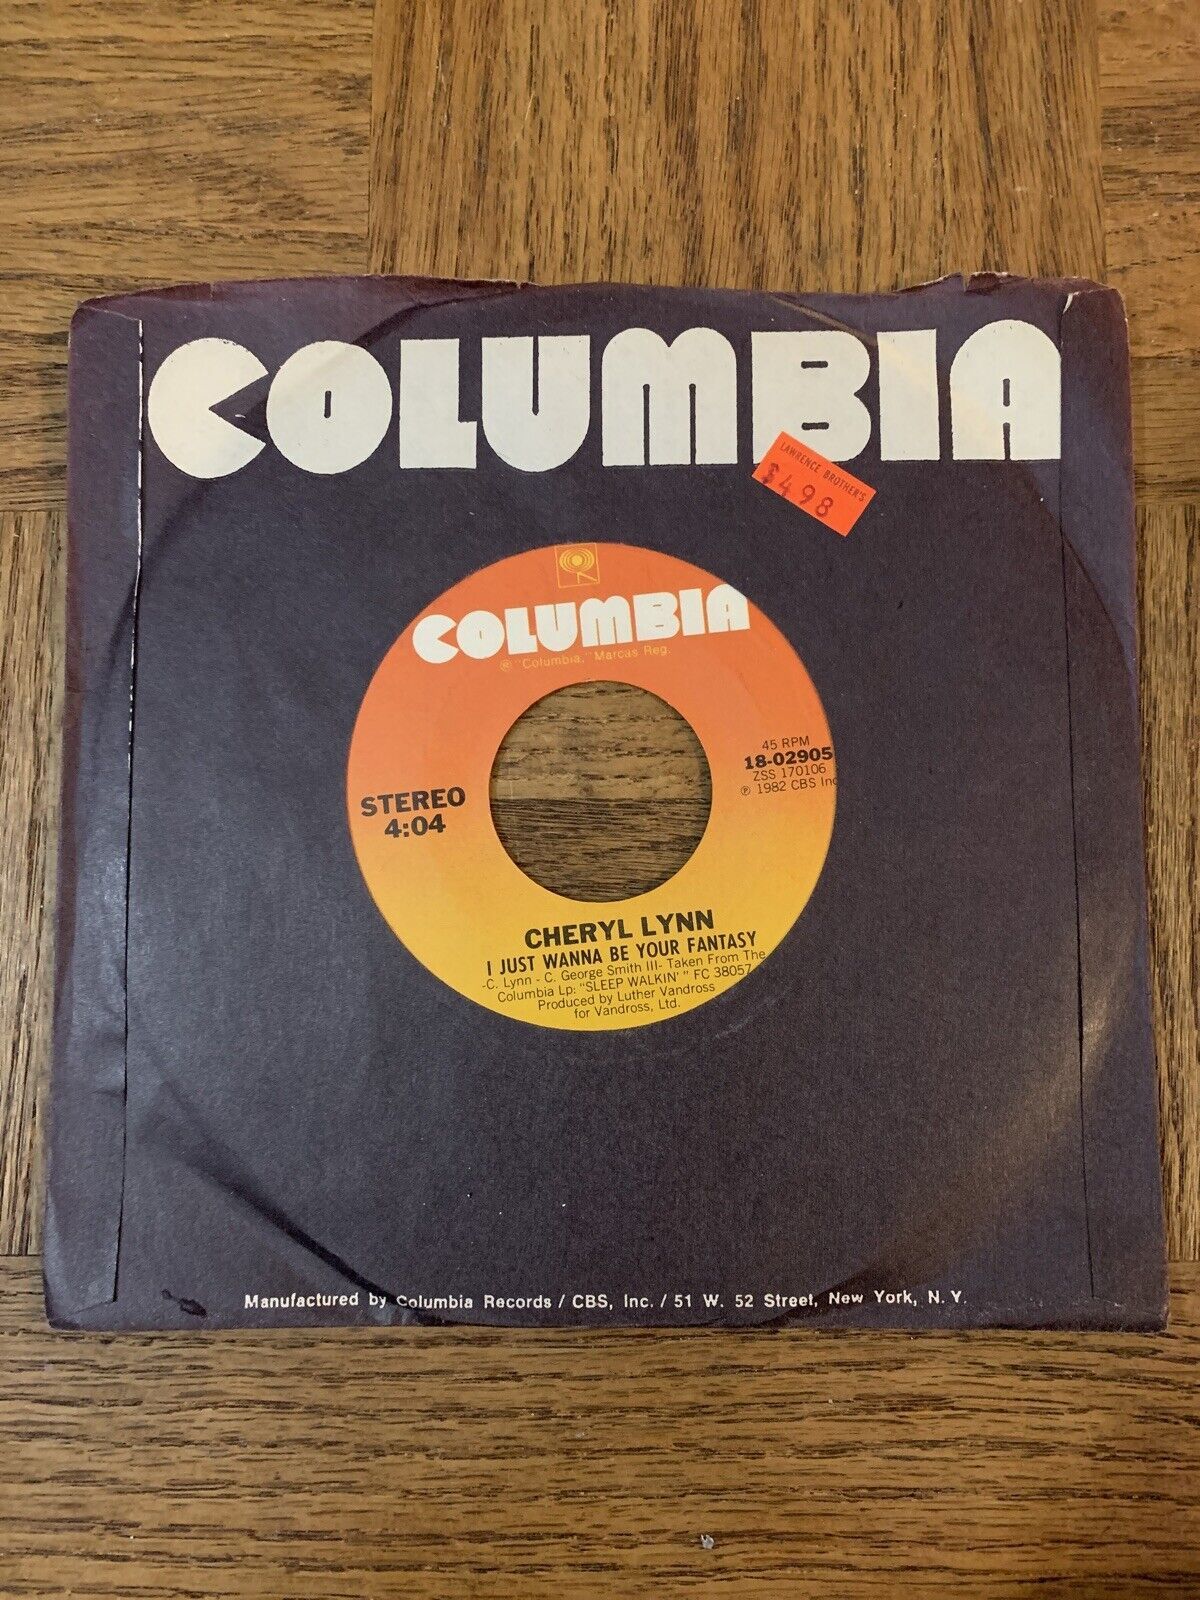 COLUMBIA
LAWRENCE BROTHER'S
$4.98
COLUMBIA
® "Columbia," Marcas Reg.
45 RPM
18-02905
ZSS 170106
℗ 1982 CBS Inc
STEREO
4:04
CHERYL LYNN
I JUST WANNA BE YOUR FANTASY
-C. Lynn - C. George Smith III- Taken From The
Columbia Lp: "SLEEP WALKIN'" FC 38057
Produced by Luther Vandross
for Vandross, Ltd.
Manufactured by Columbia Records / CBS, Inc. / 51 W. 52 Street, New York, N. Y.